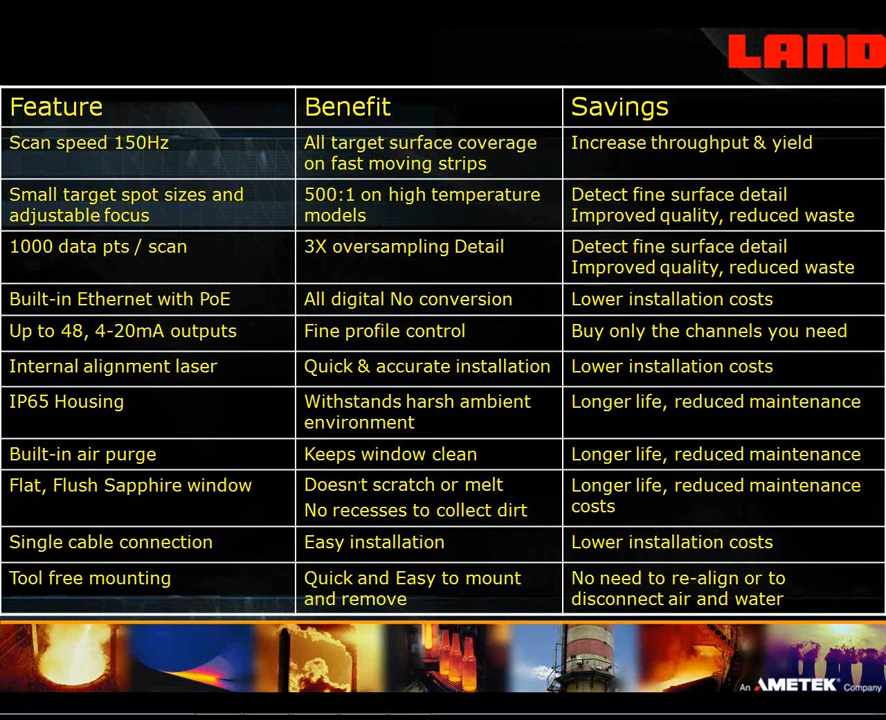 LAND
Feature Benefit Savings
Scan speed 150Hz All target surface coverage Increase throughput & yield
on fast moving strips
Small target spot sizes and 500:1 on high temperature Detect fine surface detail
adjustable focus models Improved quality, reduced waste
1000 data pts / scan 3X oversampling Detail Detect fine surface detail
Improved quality, reduced waste
Built-in Ethernet with PoE All digital No conversion Lower installation costs
Up to 48, 4-20mA outputs Fine profile control Buy only the channels you need
Internal alignment laser Quick & accurate installation Lower installation costs
IP65 Housing Withstands harsh ambient Longer life, reduced maintenance
environment
Built-in air purge Keeps window clean Longer life, reduced maintenance
Flat, Flush Sapphire window Doesn't scratch or melt Longer life, reduced maintenance
No recesses to collect dirt costs
Single cable connection Easy installation Lower installation costs
Tool free mounting Quick and Easy to mount No need to re-align or to
and remove disconnect air and water
An AMETEK® Company